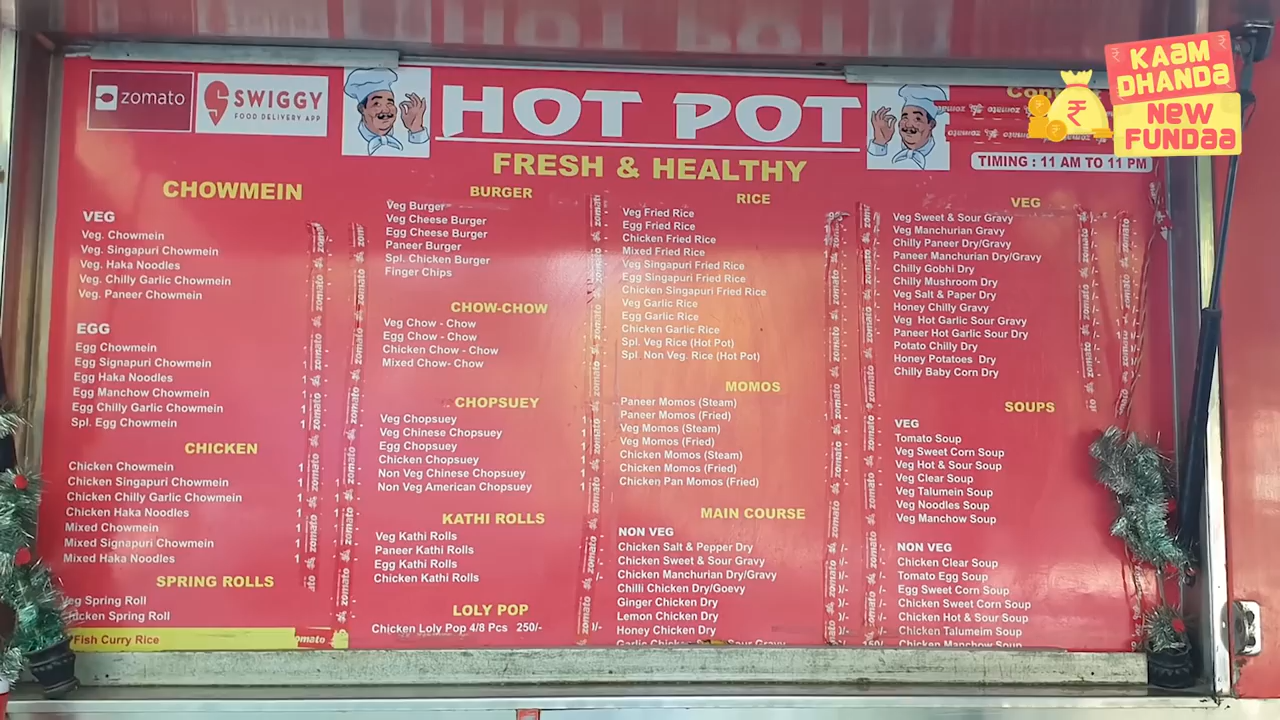 zomato
SWIGGY
FOOD DELIVERY APP
HOT POT
FRESH & HEALTHY
KAAM
DHANDA
NEW
FUNDAA
TIMING : 11 AM TO 11 PM
CHOWMEIN
VEG
Veg. Chowmein
Veg. Singapuri Chowmein
Veg. Haka Noodles
Veg. Chilly Garlic Chowmein
Veg. Paneer Chowmein
EGG
Egg Chowmein
Egg Signapuri Chowmein
Egg Haka Noodles
Egg Manchow Chowmein
Egg Chilly Garlic Chowmein
Spl. Egg Chowmein
CHICKEN
Chicken Chowmein
Chicken Singapuri Chowmein
Chicken Chilly Garlic Chowmein
Chicken Haka Noodles
Mixed Chowmein
Mixed Signapuri Chowmein
Mixed Haka Noodles
SPRING ROLLS
Spring Roll
Spring Roll
Fish Curry Rice
BURGER
Veg Burger
Veg Cheese Burger
Egg Cheese Burger
Paneer Burger
Spl. Chicken Burger
Finger Chips
CHOW-CHOW
Veg Chow - Chow
Egg Chow - Chow
Chicken Chow - Chow
Mixed Chow- Chow
CHOPSUEY
Veg Chopsuey
Veg Chinese Chopsuey
Egg Chopsuey
Chicken Chopsuey
Non Veg Chinese Chopsuey
Non Veg American Chopsuey
KATHI ROLLS
Veg Kathi Rolls
Paneer Kathi Rolls
Egg Kathi Rolls
Chicken Kathi Rolls
LOLY POP
Chicken Loly Pop 4/8 Pcs 250/-
RICE
Veg Fried Rice
Egg Fried Rice
Chicken Fried Rice
Mixed Fried Rice
Veg Singapuri Fried Rice
Egg Singapuri Fried Rice
Chicken Singapuri Fried Rice
Veg Garlic Rice
Egg Garlic Rice
Chicken Garlic Rice
Spl. Veg Rice (Hot Pot)
Spl. Non Veg. Rice (Hot Pot)
MOMOS
Paneer Momos (Steam)
Paneer Momos (Fried)
Veg Momos (Steam)
Veg Momos (Fried)
Chicken Momos (Steam)
Chicken Momos (Fried)
Chicken Pan Momos (Fried)
MAIN COURSE
NON VEG
Chicken Salt & Pepper Dry
Chicken Sweet & Sour Gravy
Chicken Manchurian Dry/Gravy
Chilli Chicken Dry/Goevy
Ginger Chicken Dry
Lemon Chicken Dry
Honey Chicken Dry
Sour Gravy
VEG
Veg Sweet & Sour Gravy
Veg Manchurian Gravy
Chilly Paneer Dry/Gravy
Paneer Manchurian Dry/Gravy
Chilly Gobhi Dry
Chilly Mushroom Dry
Veg Salt & Paper Dry
Honey Chilly Gravy
Veg Hot Garlic Sour Gravy
Paneer Hot Garlic Sour Dry
Potato Chilly Dry
Honey Potatoes Dry
Chilly Baby Corn Dry
SOUPS
VEG
Tomato Soup
Veg Sweet Corn Soup
Veg Hot & Sour Soup
Veg Clear Soup
Veg Talumein Soup
Veg Noodles Soup
Veg Manchow Soup
NON VEG
Chicken Clear Soup
Tomato Egg Soup
Egg Sweet Corn Soup
Chicken Sweet Corn Soup
Chicken Hot & Sour Soup
Chicken Talumeim Soup
Chicken Manchow Soup